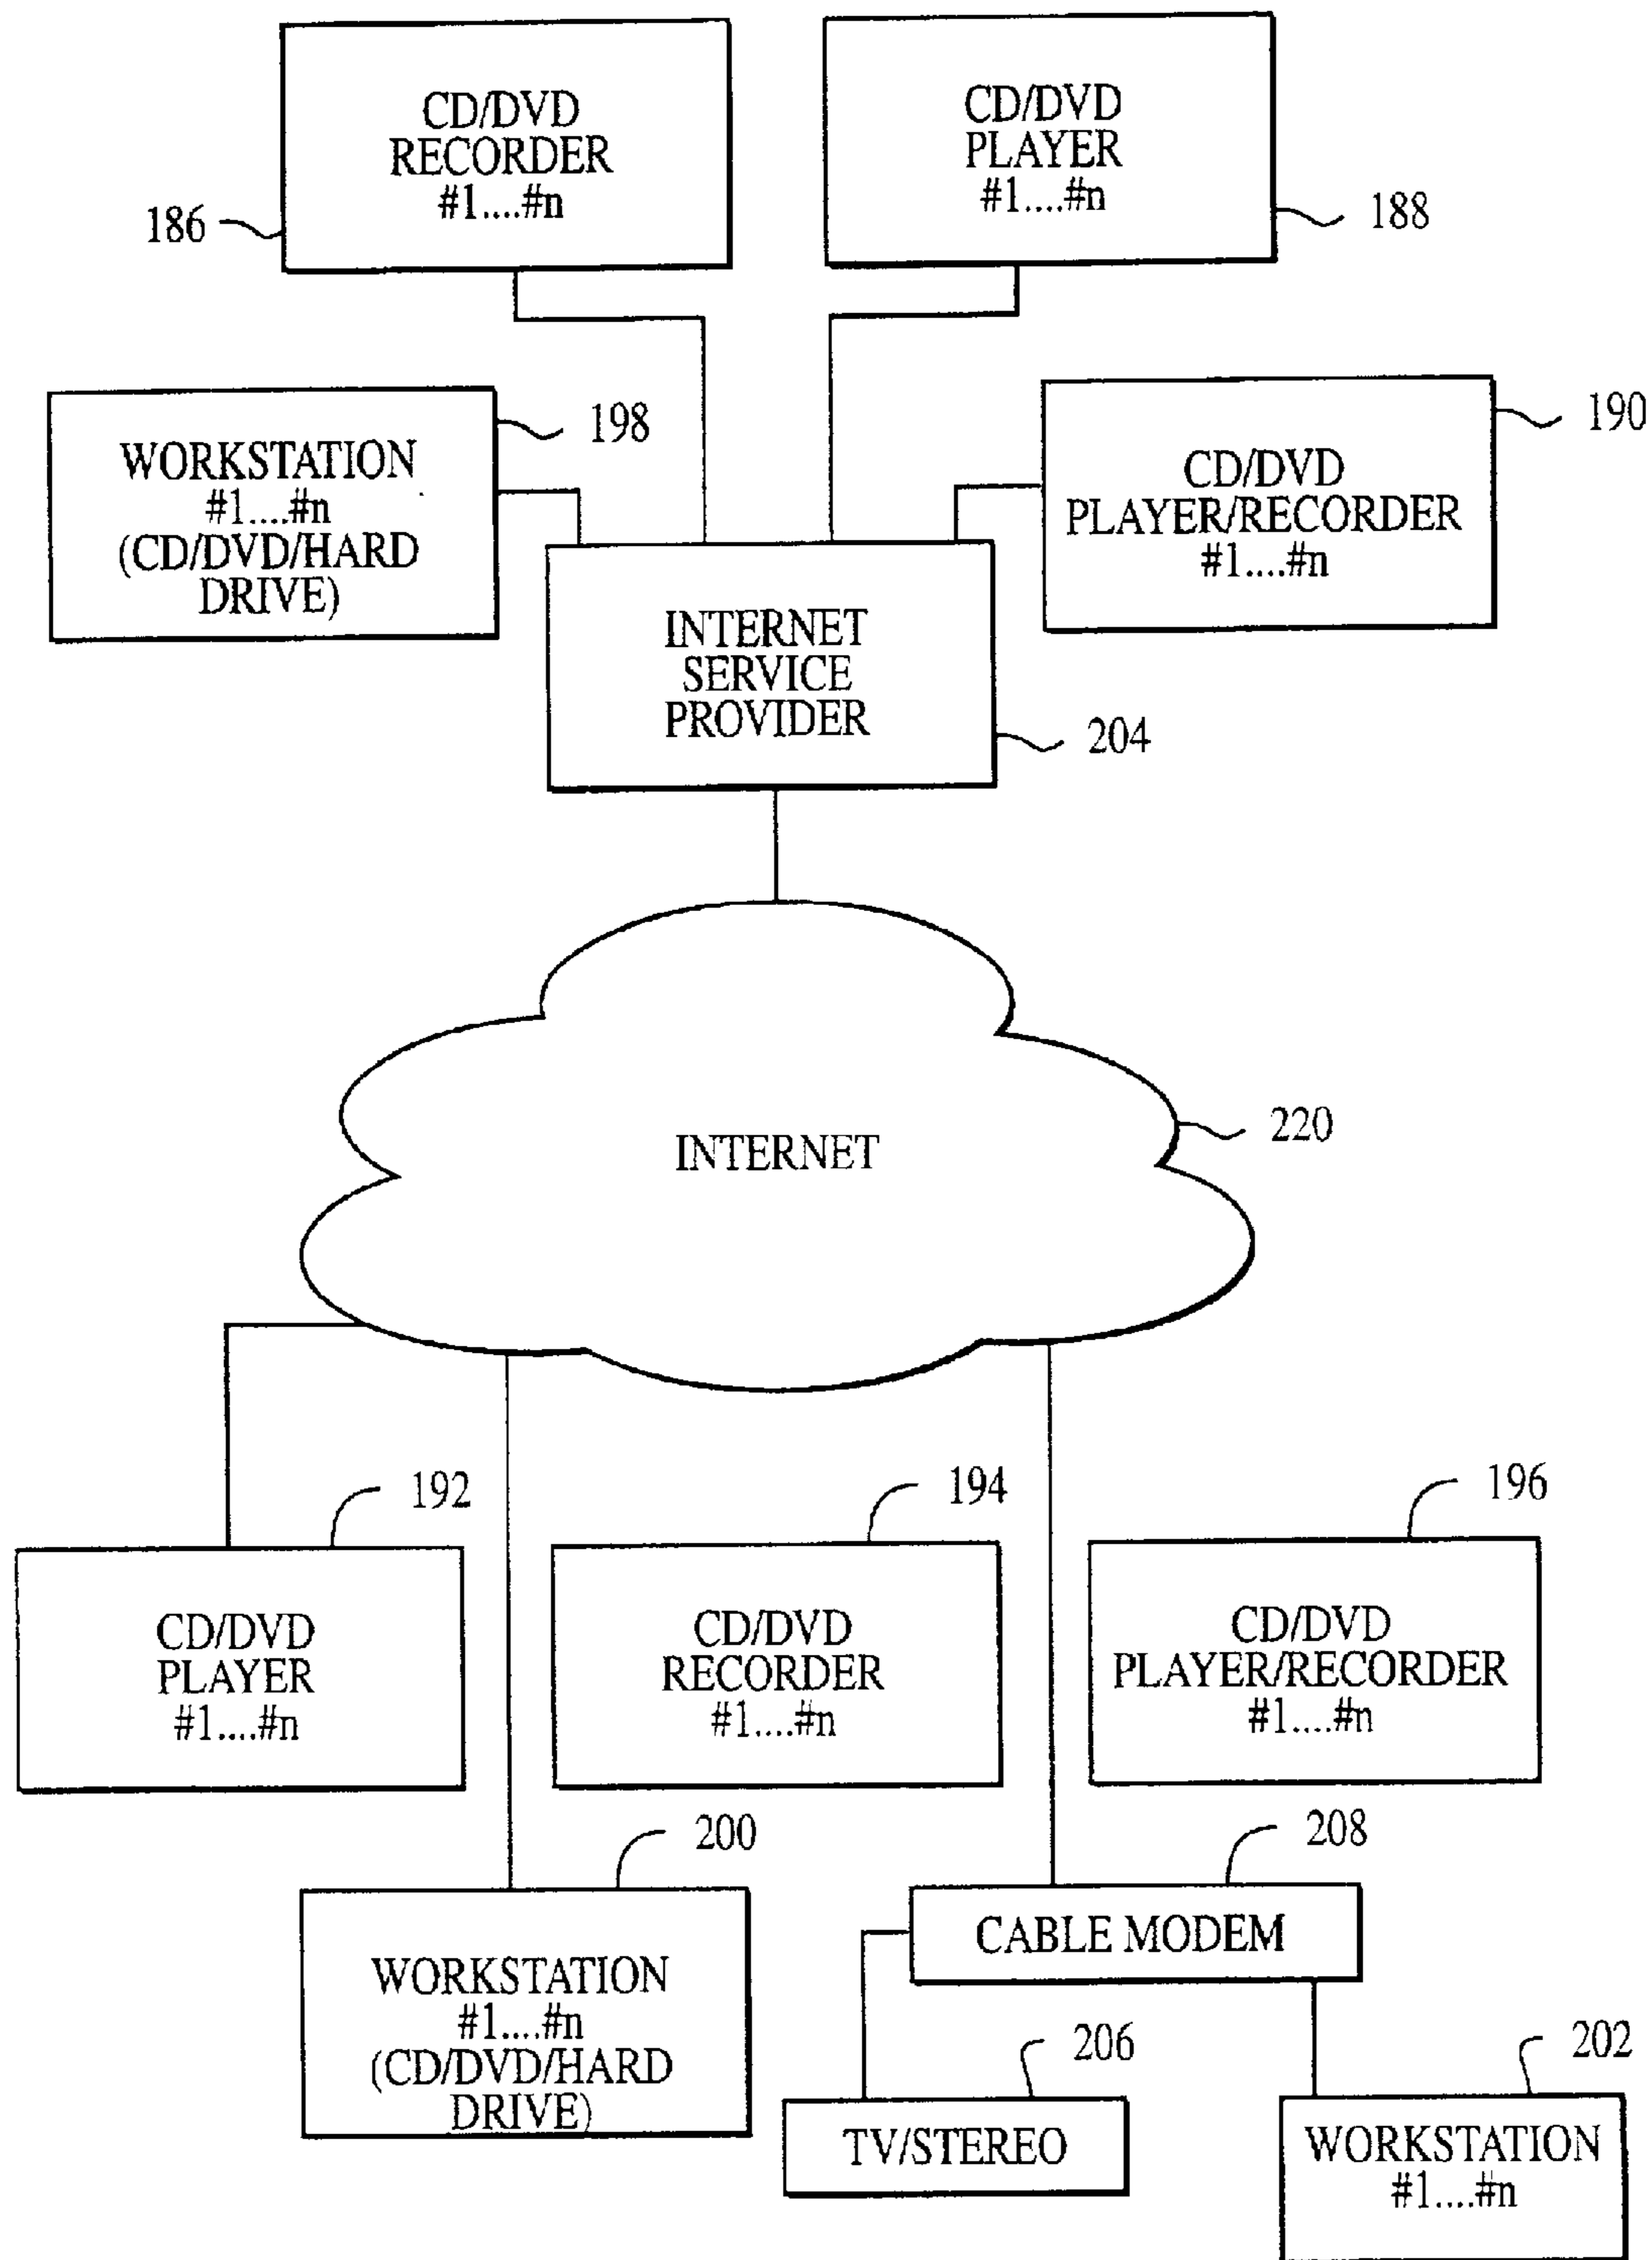 CD/DVD
RECORDER
#1....#n
186
CD/DVD
PLAYER
#1....#n
188
WORKSTATION
#1....#n
(CD/DVD/HARD
DRIVE)
198
CD/DVD
PLAYER/RECORDER
#1....#n
190
INTERNET
SERVICE
PROVIDER
204
INTERNET
220
192
CD/DVD
PLAYER
#1....#n
194
CD/DVD
RECORDER
#1....#n
196
CD/DVD
PLAYER/RECORDER
#1....#n
200
WORKSTATION
#1....#n
(CD/DVD/HARD
DRIVE)
208
CABLE MODEM
206
TV/STEREO
202
WORKSTATION
#1....#n